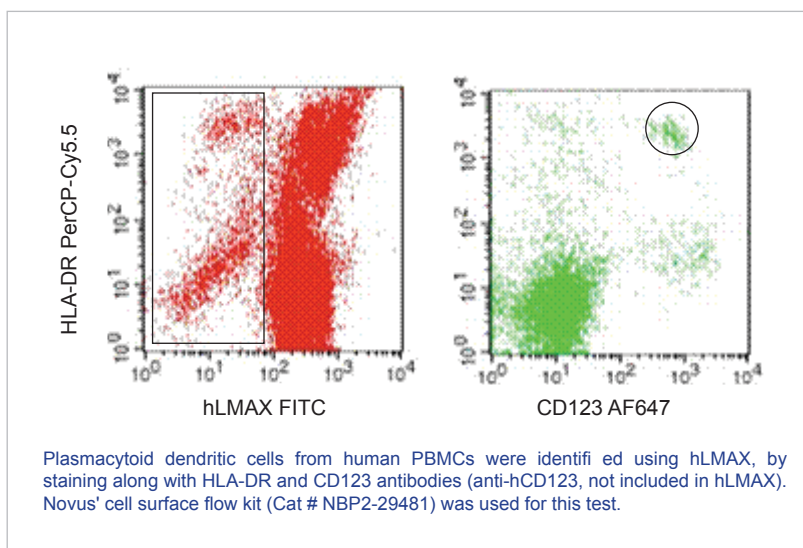 HLA-DR PerCP-Cy5.5
10^4
10^3
10^2
10^1
10^0
10^0 10^1 10^2 10^3 10^4
hLMAX FITC
10^4
10^3
10^2
10^1
10^0
10^0 10^1 10^2 10^3 10^4
CD123 AF647
Plasmacytoid dendritic cells from human PBMCs were identifi ed using hLMAX, by
staining along with HLA-DR and CD123 antibodies (anti-hCD123, not included in hLMAX).
Novus' cell surface flow kit (Cat # NBP2-29481) was used for this test.